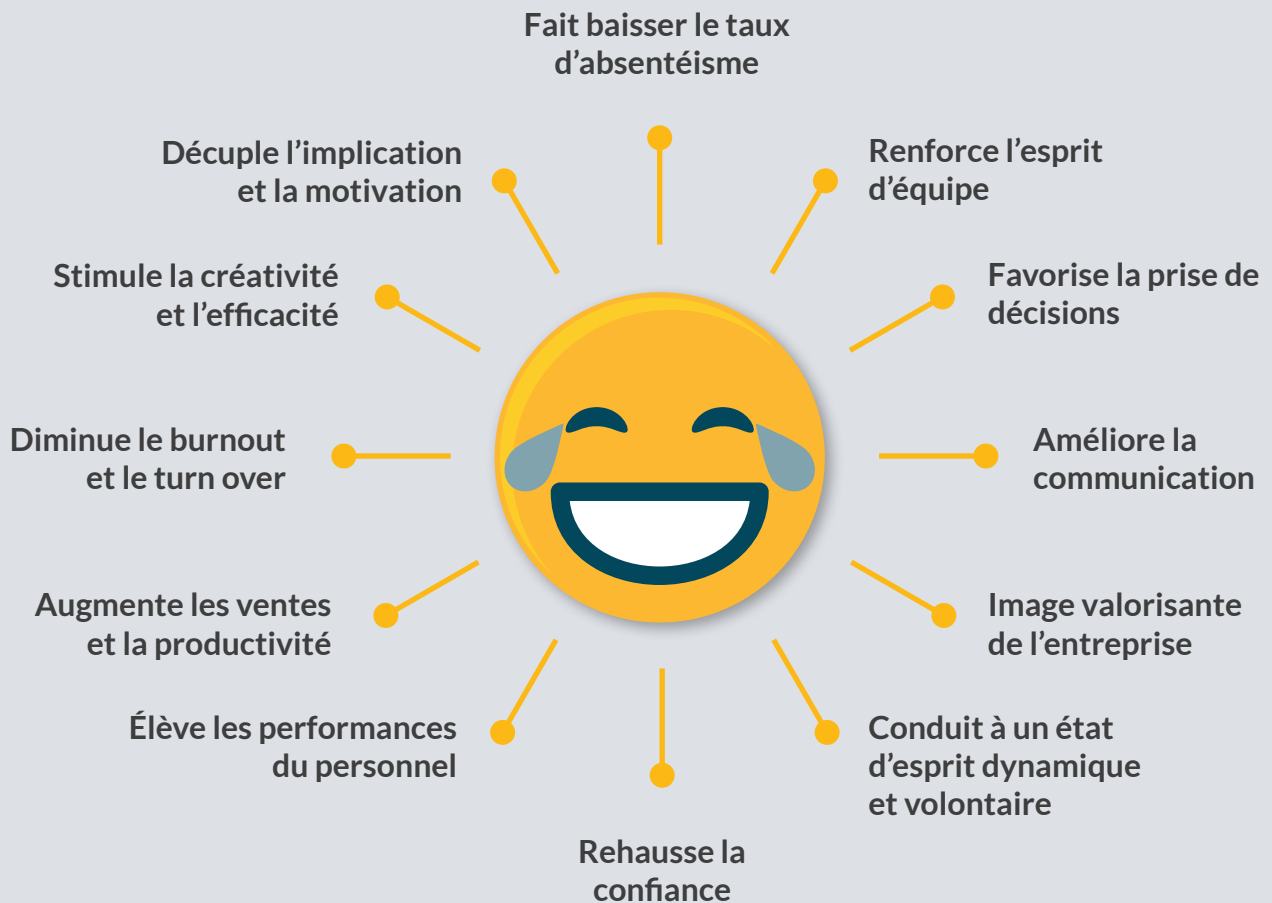 Fait baisser le taux
d’absentéisme
Décuple l’implication
et la motivation
Renforce l’esprit
d’équipe
Stimule la créativité
et l’efficacité
Favorise la prise de
décisions
Diminue le burnout
et le turn over
Améliore la
communication
Augmente les ventes
et la productivité
Image valorisante
de l’entreprise
Élève les performances
du personnel
Conduit à un état
d’esprit dynamique
et volontaire
Rehausse la
confiance